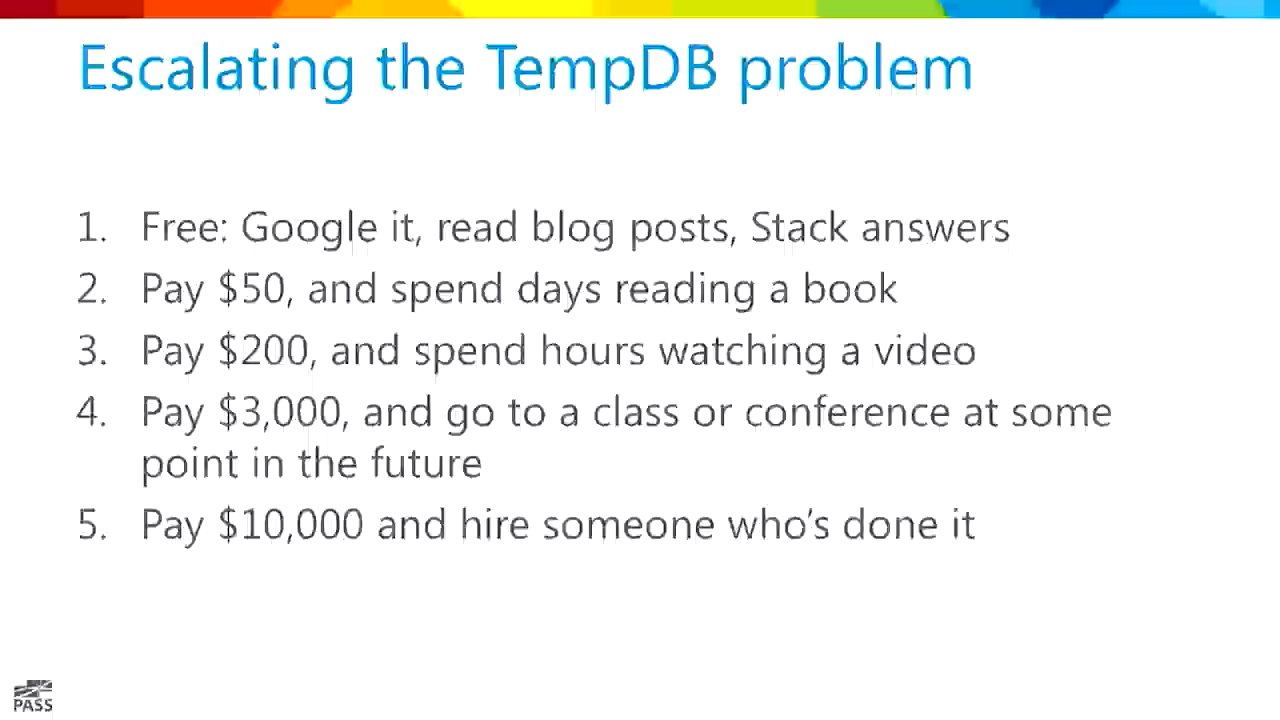 Escalating the TempDB problem
1. Free: Google it, read blog posts, Stack answers
2. Pay $50, and spend days reading a book
3. Pay $200, and spend hours watching a video
4. Pay $3,000, and go to a class or conference at some
point in the future
5. Pay $10,000 and hire someone who's done it
PASS